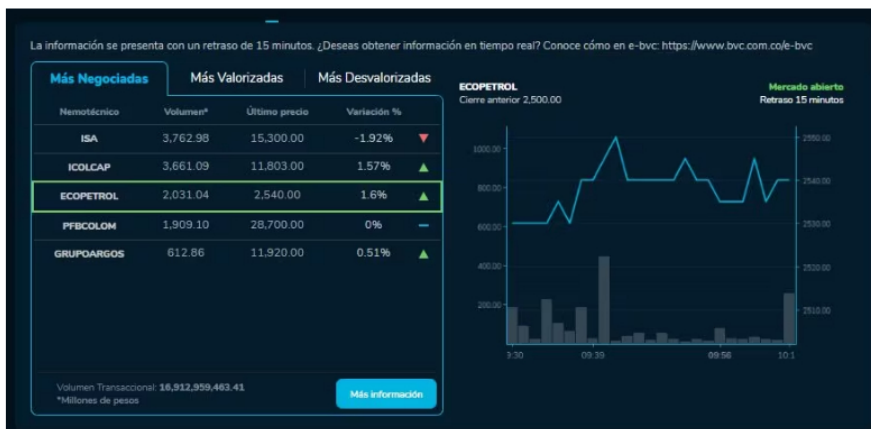 La información se presenta con un retraso de 15 minutos. ¿Deseas obtener información en tiempo real? Conoce cómo en e-bvc: https://www.bvc.com.co/e-bvc
Más Negociadas Más Valorizadas Más Desvalorizadas
Nemotécnico Volumen* Último precio Variación %
ISA 3,762.98 15,300.00 -1.92%
ICOLCAP 3,661.09 11,803.00 1.57%
ECOPETROL 2,031.04 2,540.00 1.6%
PFBCOLOM 1,909.10 28,700.00 0%
GRUPOARGOS 612.86 11,920.00 0.51%
Volumen Transaccional: 16,912,959,463.41
*Millones de pesos
Más información
ECOPETROL Mercado abierto
Cierre anterior 2,500.00 Retraso 15 minutos
1000.00 2550.00
800.00 2540.00
600.00 2530.00
400.00 2520.00
200.00 2510.00
9:30 09:39 09:56 10:1